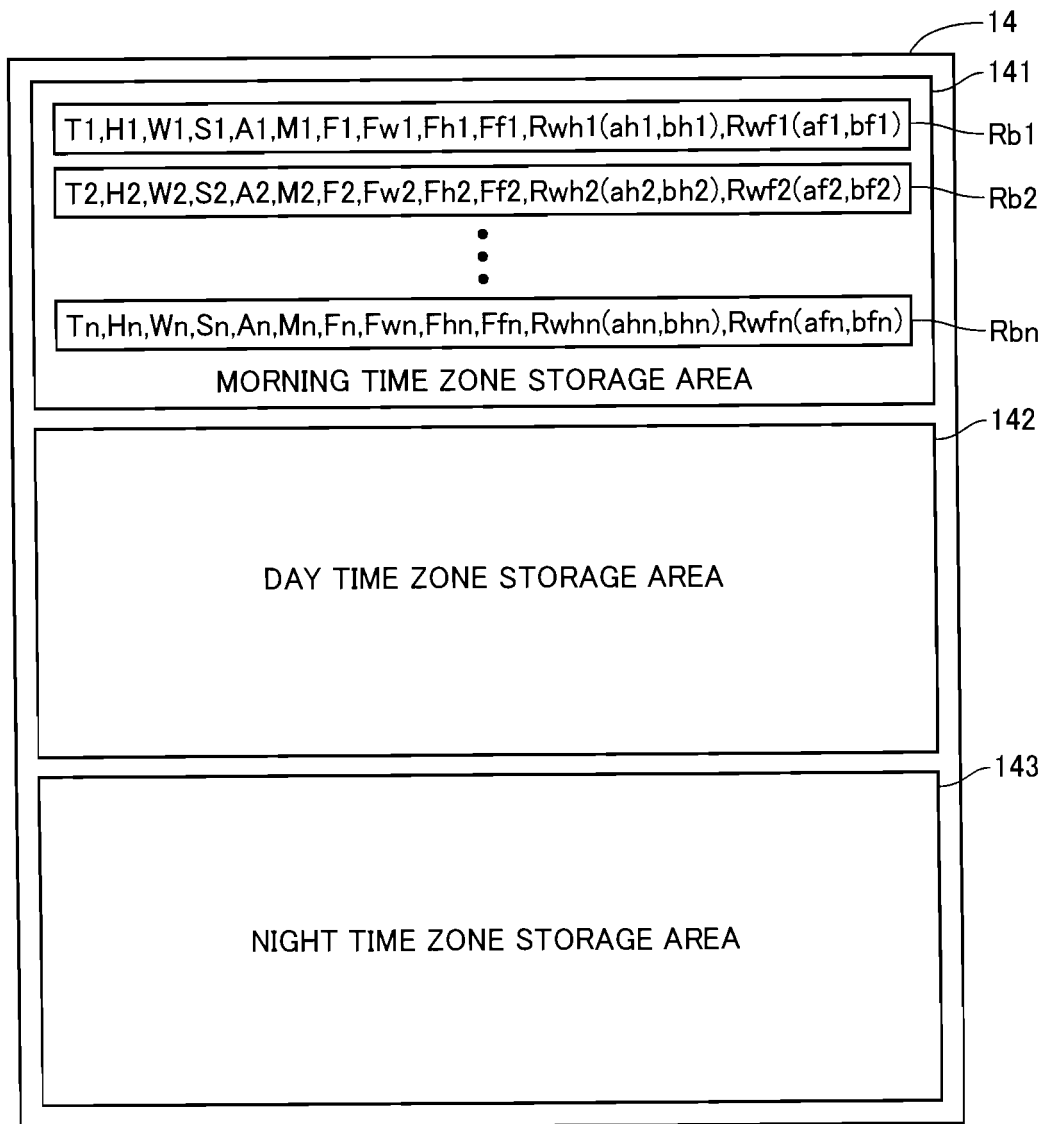 14
141
T1,H1,W1,S1,A1,M1,F1,Fw1,Fh1,Ff1,Rwh1(ah1,bh1),Rwf1(af1,bf1)
Rb1
T2,H2,W2,S2,A2,M2,F2,Fw2,Fh2,Ff2,Rwh2(ah2,bh2),Rwf2(af2,bf2)
Rb2
Tn,Hn,Wn,Sn,An,Mn,Fn,Fwn,Fhn,Ffn,Rwhn(ahn,bhn),Rwfn(afn,bfn)
Rbn
MORNING TIME ZONE STORAGE AREA
142
DAY TIME ZONE STORAGE AREA
143
NIGHT TIME ZONE STORAGE AREA